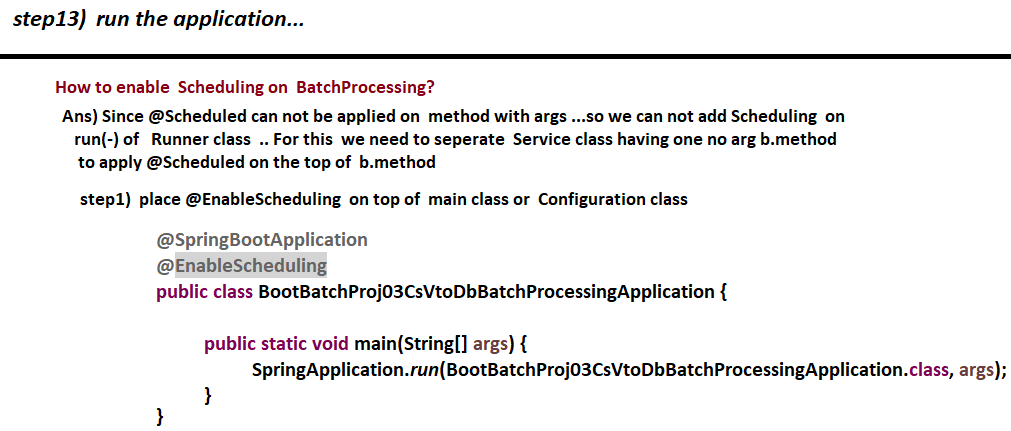 step13) run the application...
How to enable Scheduling on BatchProcessing?
Ans) Since @Scheduled can not be applied on method with args ...so we can not add Scheduling on
run(-) of Runner class .. For this we need to seperate Service class having one no arg b.method
to apply @Scheduled on the top of b.method
step1) place @EnableScheduling on top of main class or Configuration class
@SpringBootApplication
@EnableScheduling
public class BootBatchProj03CsVtoDbBatchProcessingApplication {
public static void main(String[] args) {
SpringApplication.run(BootBatchProj03CsVtoDbBatchProcessingApplication.class, args);
}
}